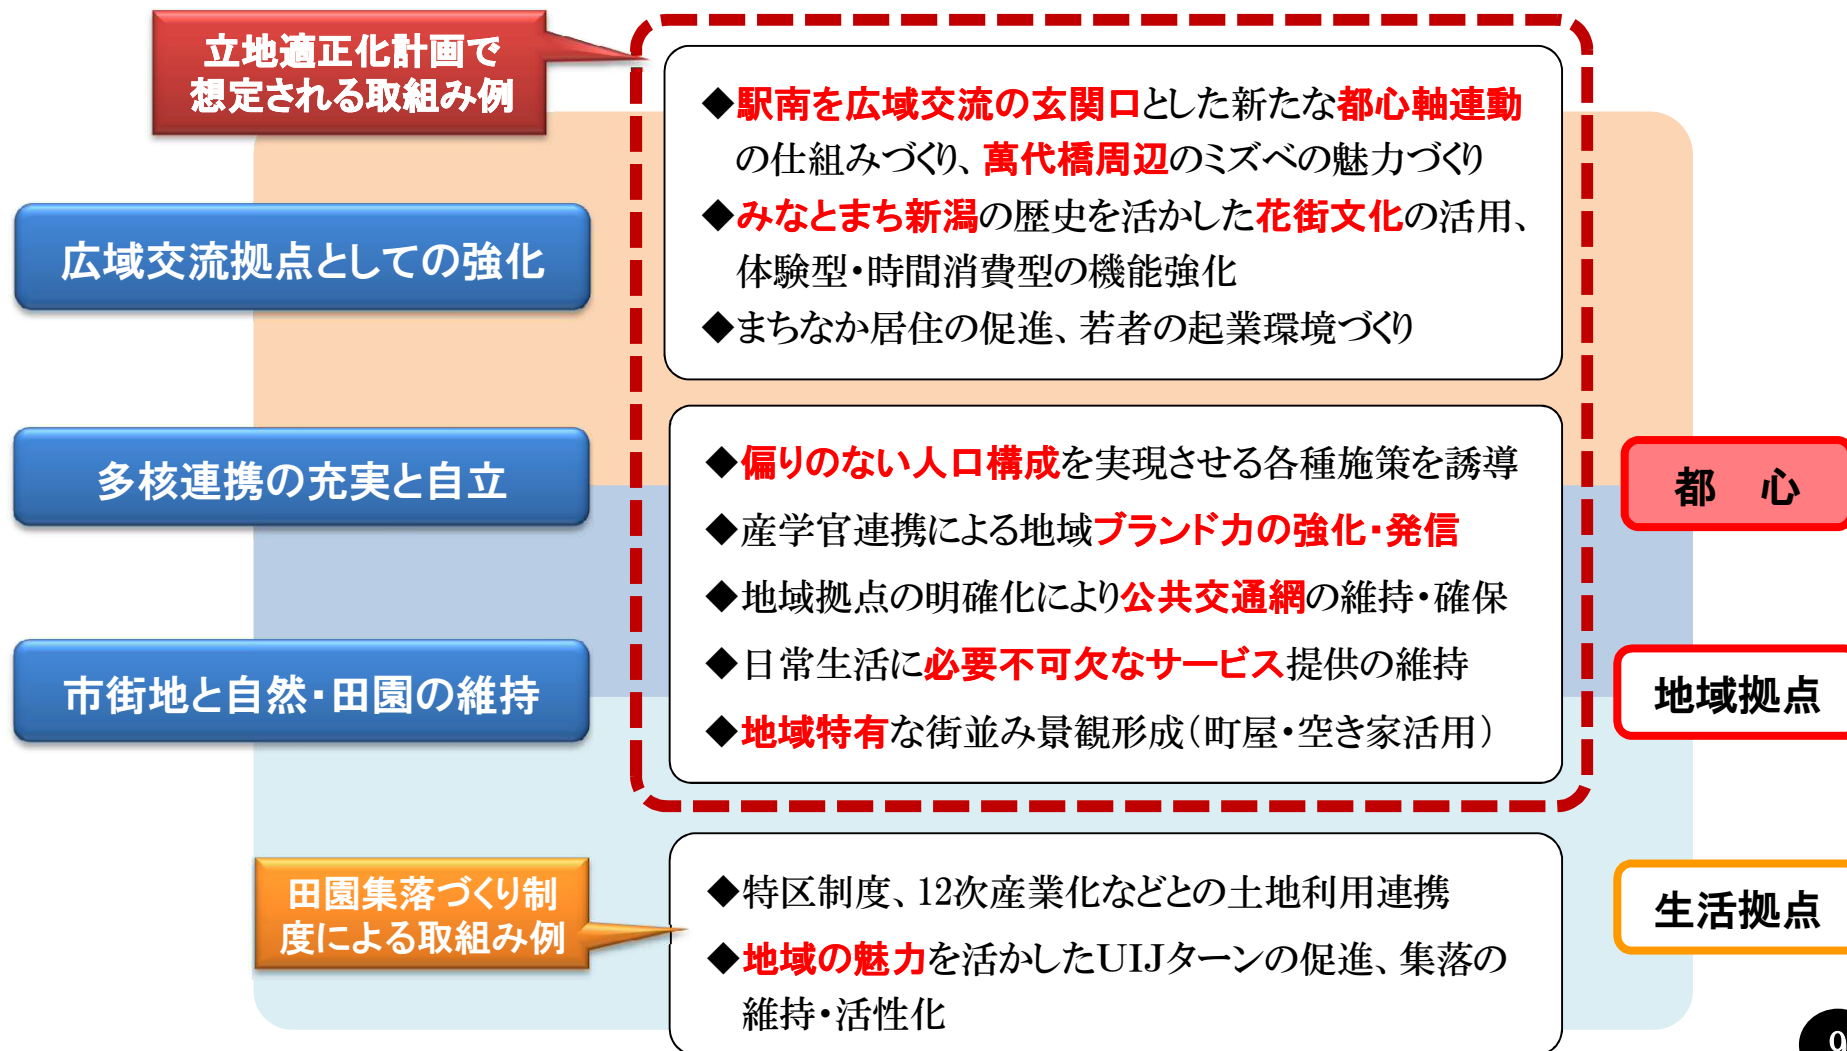 立地適正化計画で
想定される取組み例
◆駅南を広域交流の玄関口とした新たな都心軸連動
の仕組みづくり、萬代橋周辺のミズベの魅力づくり
◆みなとまち新潟の歴史を活かした花街文化の活用、
体験型・時間消費型の機能強化
◆まちなか居住の促進、若者の起業環境づくり
広域交流拠点としての強化
多核連携の充実と自立
市街地と自然・田園の維持
◆偏りのない人口構成を実現させる各種施策を誘導
◆産学官連携による地域ブランド力の強化・発信
◆地域拠点の明確化により公共交通網の維持・確保
◆日常生活に必要不可欠なサービス提供の維持
◆地域特有な街並み景観形成（町屋・空き家活用）
都　心
地域拠点
生活拠点
田園集落づくり制
度による取組み例
◆特区制度、12次産業化などとの土地利用連携
◆地域の魅力を活かしたUIJターンの促進、集落の
維持・活性化